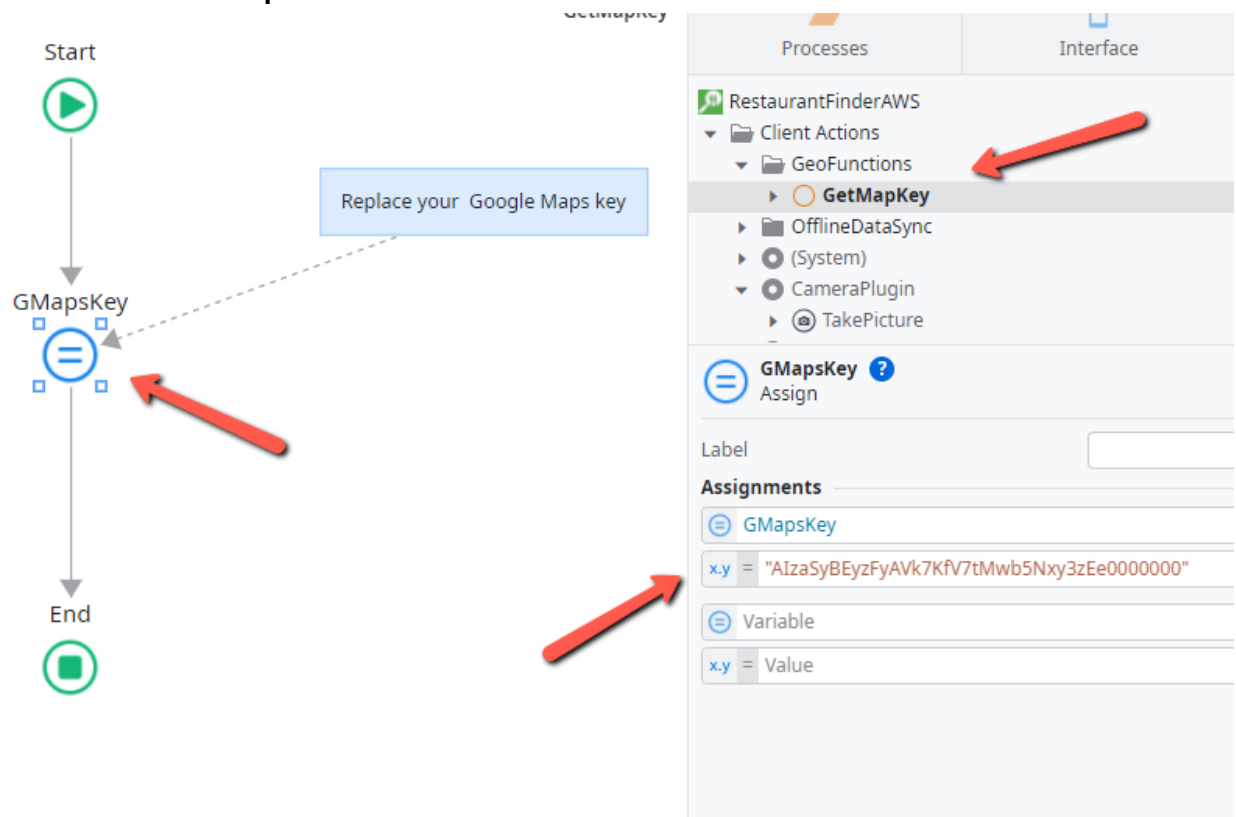 GetMapKey
Start
Replace your Google Maps key
GMapsKey
End
Processes
Interface
RestaurantFinderAWS
Client Actions
GeoFunctions
GetMapKey
OfflineDataSync
(System)
CameraPlugin
TakePicture
GMapsKey ?
Assign
Label
Assignments
GMapsKey
x.y = "AIzaSyBEyzFyAVk7KfV7tMwb5Nxy3zEe0000000"
Variable
x.y = Value